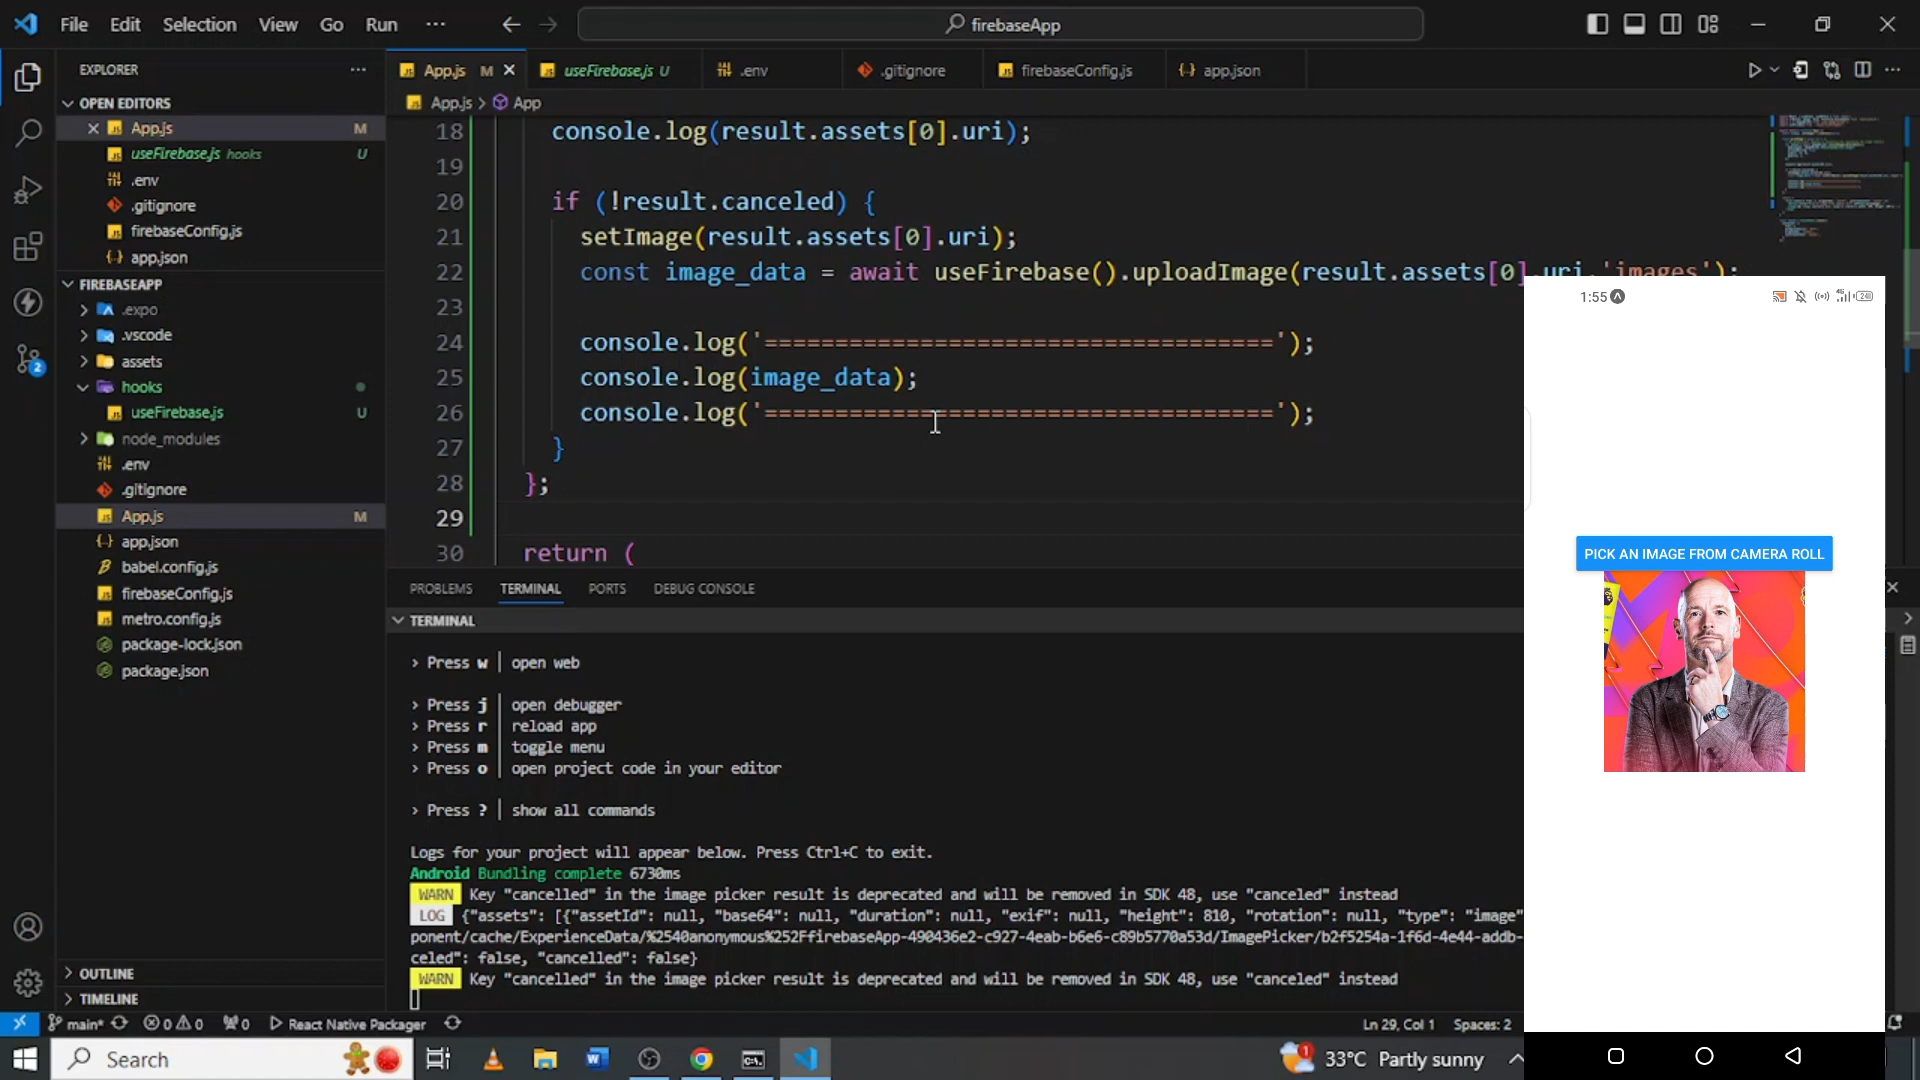 File Edit Selection View Go Run ··· firebaseApp
EXPLORER ···
App.js M useFirebase.js U .env .gitignore firebaseConfig.js app.json
OPEN EDITORS
App.js > App
App.js M
useFirebase.js hooks U
.env
.gitignore
firebaseConfig.js
app.json
FIREBASEAPP
.expo
.vscode
assets
hooks
useFirebase.js U
node_modules
.env
.gitignore
App.js M
app.json
babel.config.js
firebaseConfig.js
metro.config.js
package-lock.json
package.json
OUTLINE
TIMELINE
2
18 console.log(result.assets[0].uri);
19
20 if (!result.canceled) {
21 setImage(result.assets[0].uri);
22 const image_data = await useFirebase().uploadImage(result.assets[0].uri,'images');
23
24 console.log('====================================');
25 console.log(image_data);
26 console.log('====================================');
27 }
28 };
29
30 return (
PROBLEMS TERMINAL PORTS DEBUG CONSOLE
TERMINAL
› Press w │ open web
› Press j │ open debugger
› Press r │ reload app
› Press m │ toggle menu
› Press o │ open project code in your editor
› Press ? │ show all commands
Logs for your project will appear below. Press Ctrl+C to exit.
Android Bundling complete 6730ms
WARN Key "cancelled" in the image picker result is deprecated and will be removed in SDK 48, use "canceled" instead
LOG {"assets": [{"assetId": null, "base64": null, "duration": null, "exif": null, "height": 810, "rotation": null, "type": "image"
ponent/cache/ExperienceData/%2540anonymous%252FfirebaseApp-490436e2-c927-4eab-b6e6-c89b5770a53d/ImagePicker/b2f5254a-1f6d-4e44-addb-
celed": false, "cancelled": false}
WARN Key "cancelled" in the image picker result is deprecated and will be removed in SDK 48, use "canceled" instead
1:55
4G 24
PICK AN IMAGE FROM CAMERA ROLL
main* 0 0 0 React Native Packager Ln 29, Col 1 Spaces: 2
Search 1 33°C Partly sunny